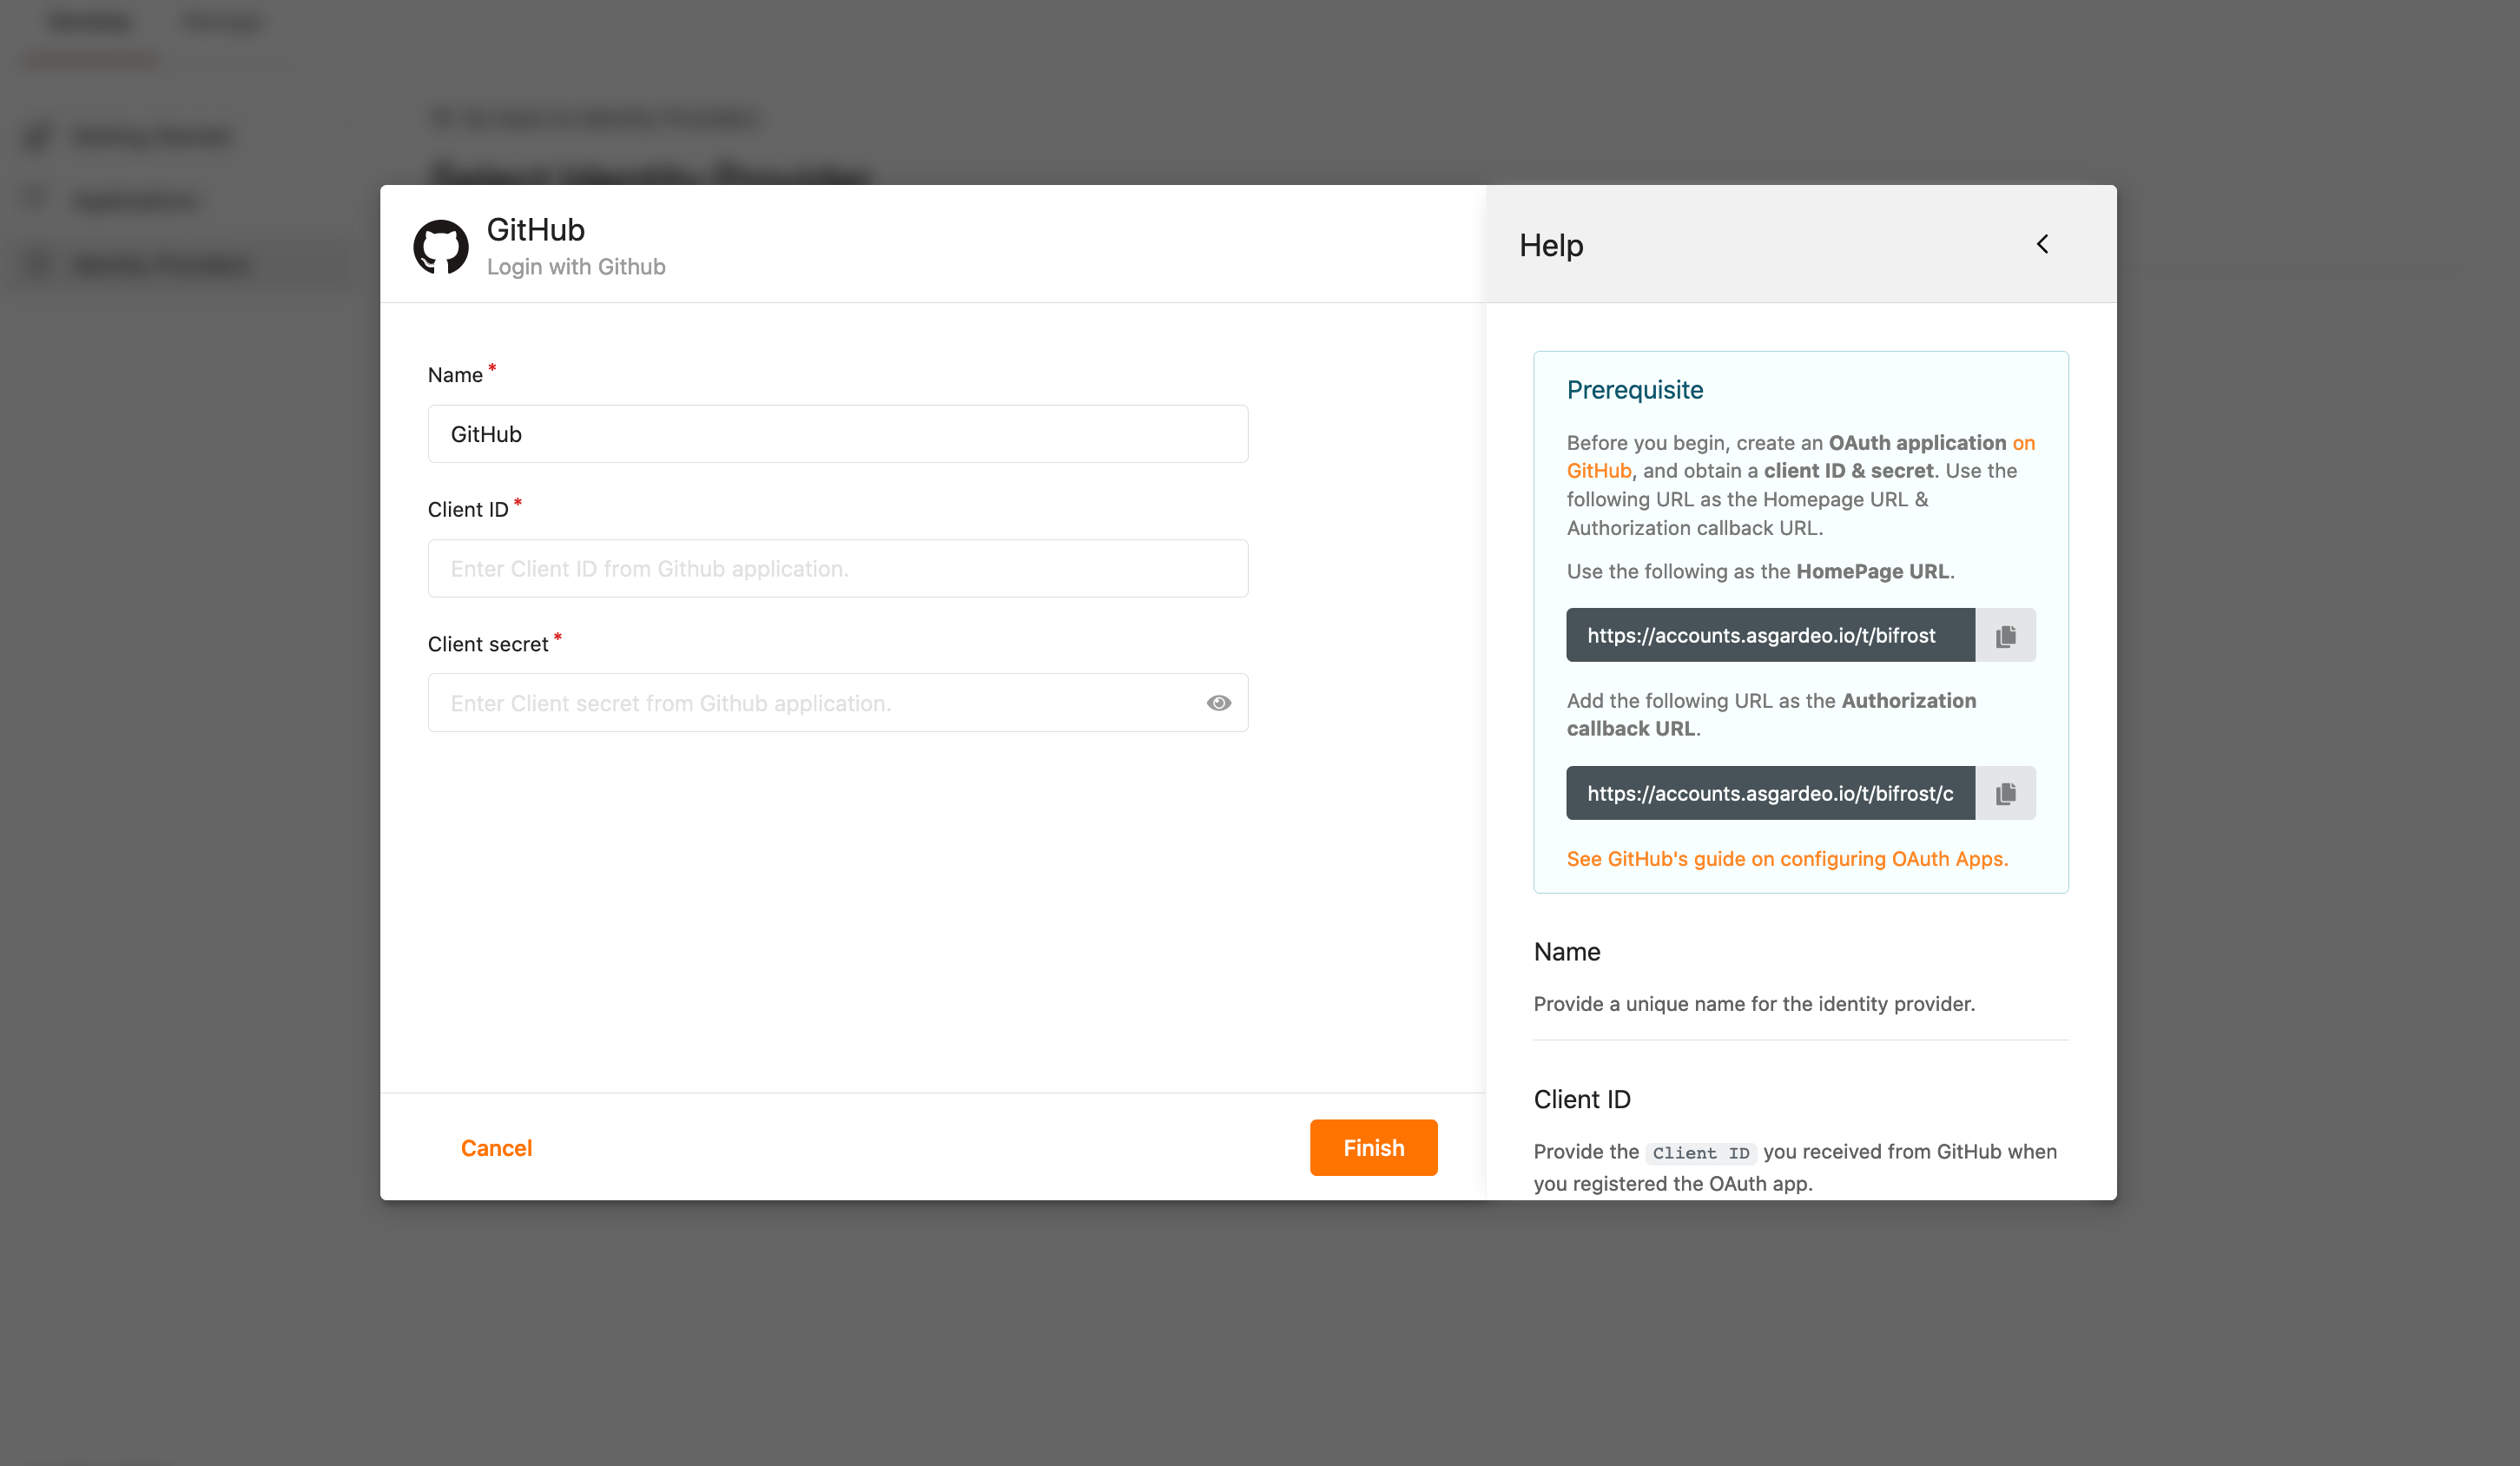 GitHub
Login with Github
Name *
GitHub
Client ID *
Enter Client ID from Github application.
Client secret *
Enter Client secret from Github application.
Cancel
Finish
Help
Prerequisite
Before you begin, create an OAuth application on
GitHub, and obtain a client ID & secret. Use the
following URL as the Homepage URL &
Authorization callback URL.
Use the following as the HomePage URL.
https://accounts.asgardeo.io/t/bifrost
Add the following URL as the Authorization
callback URL.
https://accounts.asgardeo.io/t/bifrost/c
See GitHub's guide on configuring OAuth Apps.
Name
Provide a unique name for the identity provider.
Client ID
Provide the Client ID you received from GitHub when
you registered the OAuth app.